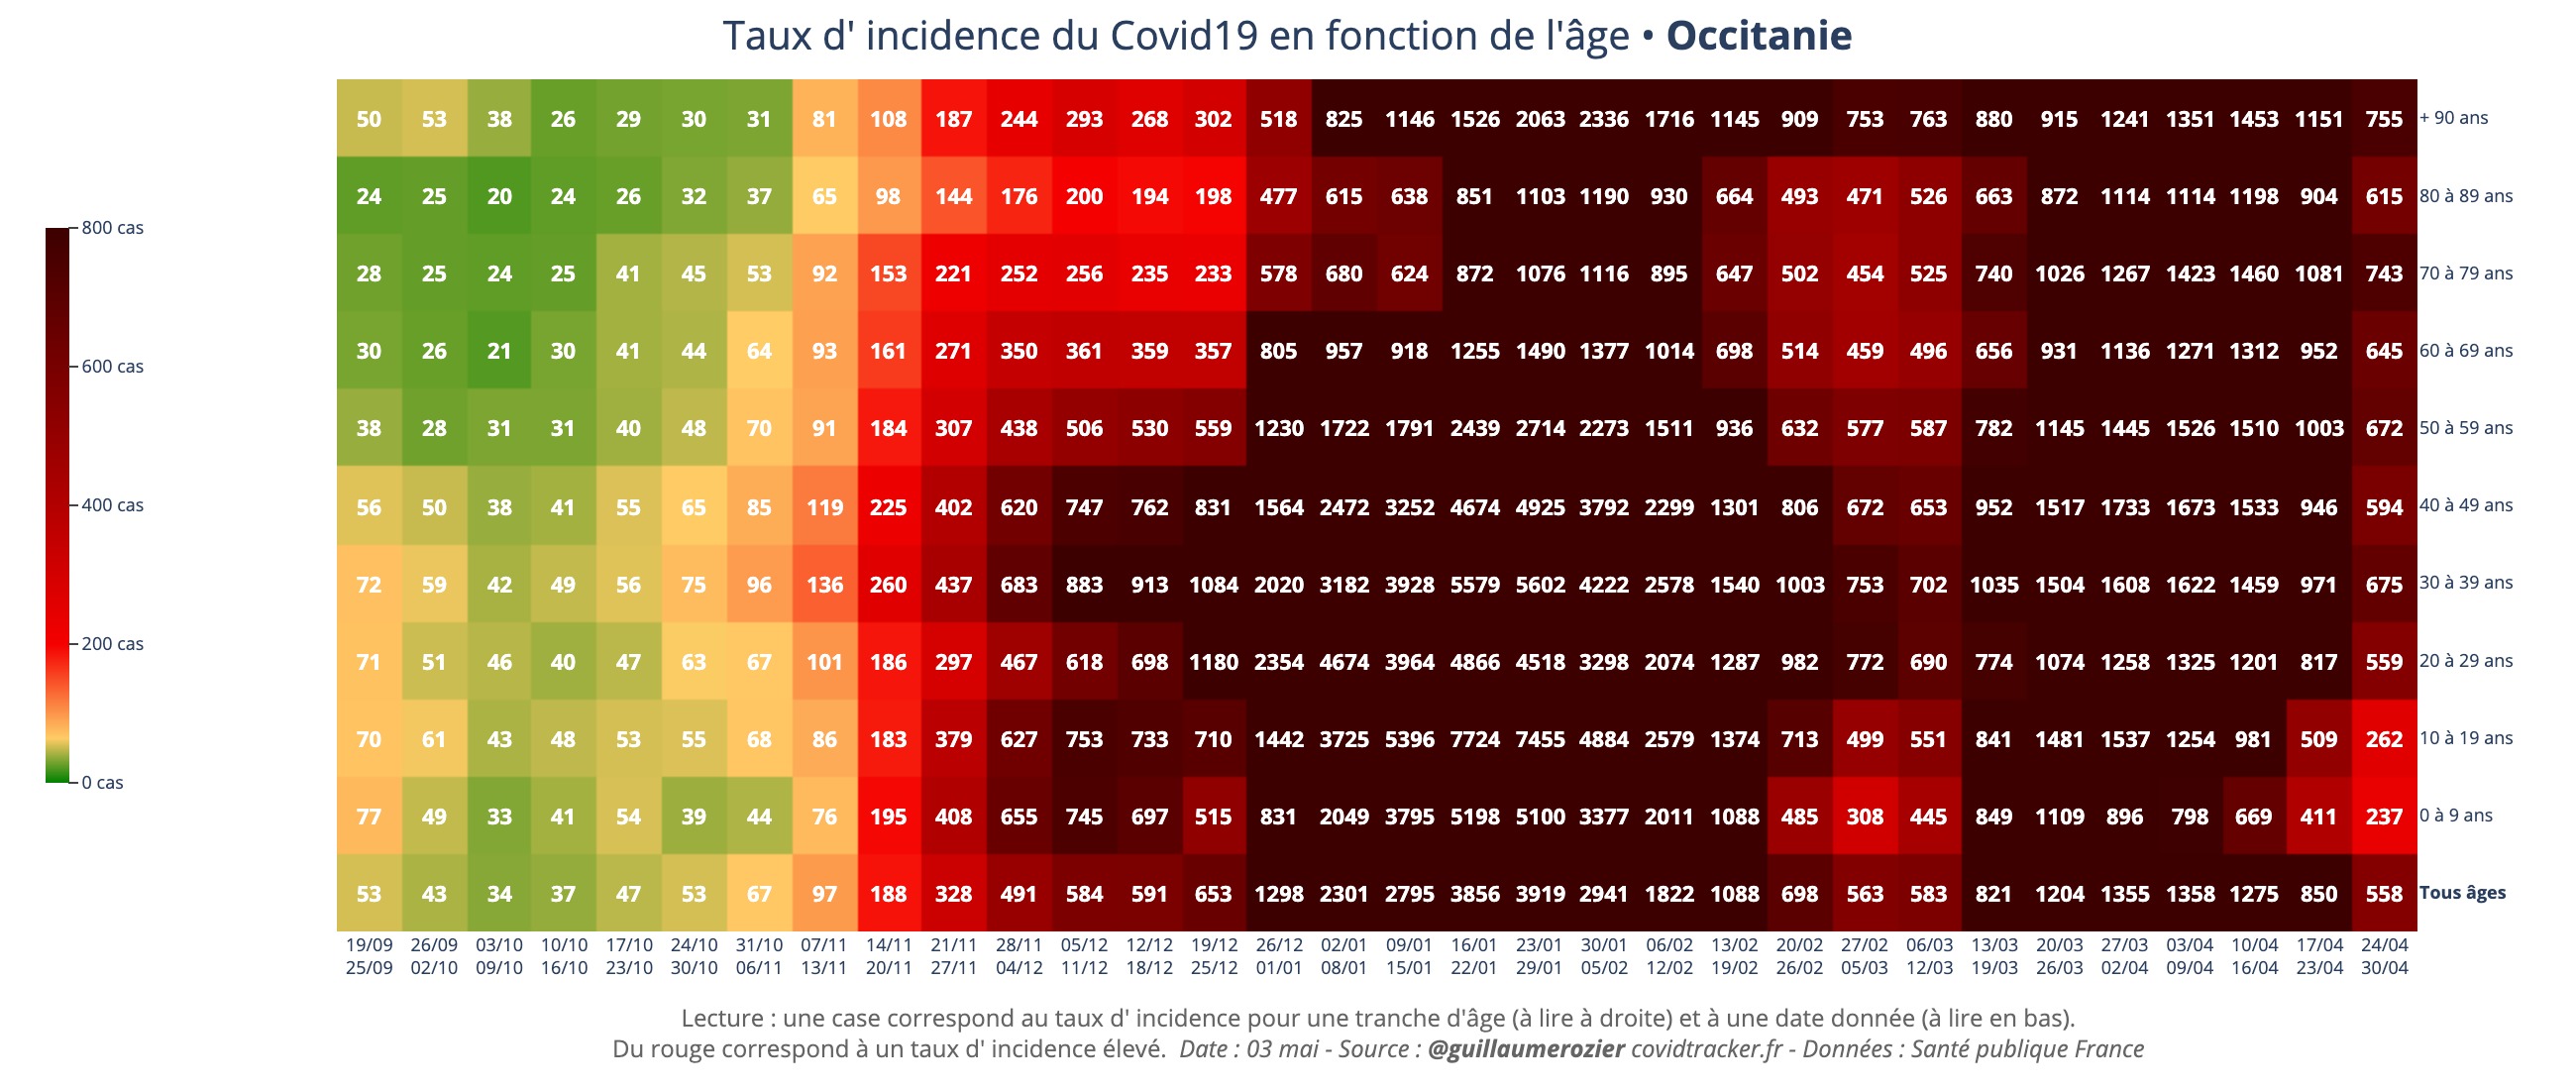 Taux d' incidence du Covid19 en fonction de l'âge • Occitanie
800 cas
600 cas
400 cas
200 cas
0 cas
50 53 38 26 29 30 31 81 108 187 244 293 268 302 518 825 1146 1526 2063 2336 1716 1145 909 753 763 880 915 1241 1351 1453 1151 755 + 90 ans
24 25 20 24 26 32 37 65 98 144 176 200 194 198 477 615 638 851 1103 1190 930 664 493 471 526 663 872 1114 1114 1198 904 615 80 à 89 ans
28 25 24 25 41 45 53 92 153 221 252 256 235 233 578 680 624 872 1076 1116 895 647 502 454 525 740 1026 1267 1423 1460 1081 743 70 à 79 ans
30 26 21 30 41 44 64 93 161 271 350 361 359 357 805 957 918 1255 1490 1377 1014 698 514 459 496 656 931 1136 1271 1312 952 645 60 à 69 ans
38 28 31 31 40 48 70 91 184 307 438 506 530 559 1230 1722 1791 2439 2714 2273 1511 936 632 577 587 782 1145 1445 1526 1510 1003 672 50 à 59 ans
56 50 38 41 55 65 85 119 225 402 620 747 762 831 1564 2472 3252 4674 4925 3792 2299 1301 806 672 653 952 1517 1733 1673 1533 946 594 40 à 49 ans
72 59 42 49 56 75 96 136 260 437 683 883 913 1084 2020 3182 3928 5579 5602 4222 2578 1540 1003 753 702 1035 1504 1608 1622 1459 971 675 30 à 39 ans
71 51 46 40 47 63 67 101 186 297 467 618 698 1180 2354 4674 3964 4866 4518 3298 2074 1287 982 772 690 774 1074 1258 1325 1201 817 559 20 à 29 ans
70 61 43 48 53 55 68 86 183 379 627 753 733 710 1442 3725 5396 7724 7455 4884 2579 1374 713 499 551 841 1481 1537 1254 981 509 262 10 à 19 ans
77 49 33 41 54 39 44 76 195 408 655 745 697 515 831 2049 3795 5198 5100 3377 2011 1088 485 308 445 849 1109 896 798 669 411 237 0 à 9 ans
53 43 34 37 47 53 67 97 188 328 491 584 591 653 1298 2301 2795 3856 3919 2941 1822 1088 698 563 583 821 1204 1355 1358 1275 850 558 Tous âges
19/09 26/09 03/10 10/10 17/10 24/10 31/10 07/11 14/11 21/11 28/11 05/12 12/12 19/12 26/12 02/01 09/01 16/01 23/01 30/01 06/02 13/02 20/02 27/02 06/03 13/03 20/03 27/03 03/04 10/04 17/04 24/04
25/09 02/10 09/10 16/10 23/10 30/10 06/11 13/11 20/11 27/11 04/12 11/12 18/12 25/12 01/01 08/01 15/01 22/01 29/01 05/02 12/02 19/02 26/02 05/03 12/03 19/03 26/03 02/04 09/04 16/04 23/04 30/04
Lecture : une case correspond au taux d' incidence pour une tranche d'âge (à lire à droite) et à une date donnée (à lire en bas).
Du rouge correspond à un taux d' incidence élevé. Date : 03 mai - Source : @guillaumerozier covidtracker.fr - Données : Santé publique France